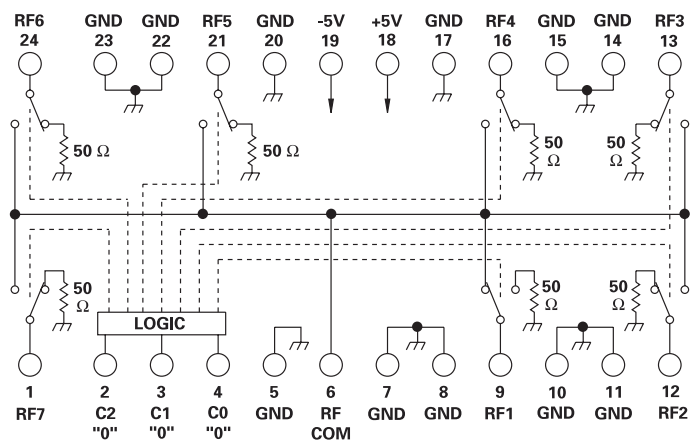 RF6 GND GND RF5 GND -5V +5V GND RF4 GND GND RF3
24 23 22 21 20 19 18 17 16 15 14 13
50 Ω
50 Ω
50
Ω
50
Ω
50
Ω
50
Ω
50
Ω
LOGIC
1 2 3 4 5 6 7 8 9 10 11 12
RF7 C2 C1 C0 GND RF GND GND RF1 GND GND RF2
"0" "0" "0" COM